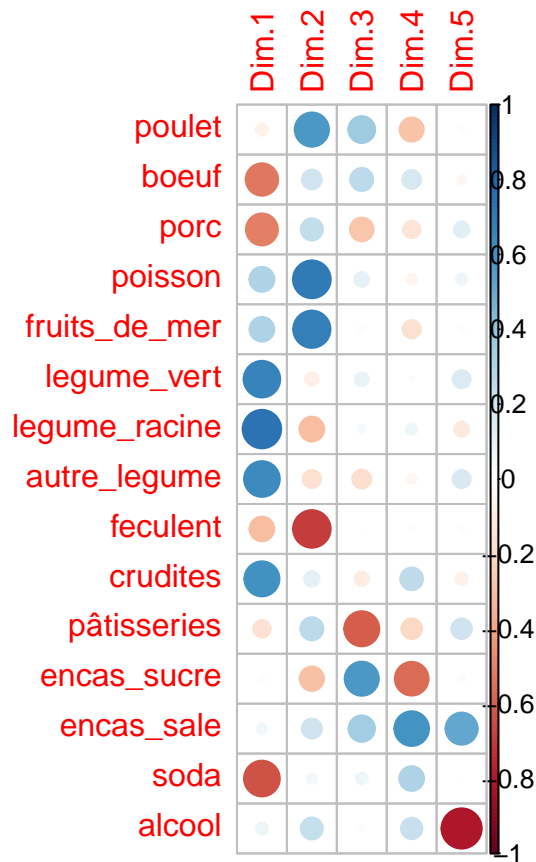 Dim.1 Dim.2 Dim.3 Dim.4 Dim.5
poulet
boeuf
porc
poisson
fruits_de_mer
legume_vert
legume_racine
autre_legume
feculent
crudites
pâtisseries
encas_sucre
encas_sale
soda
alcool
1
0.8
0.6
0.4
0.2
0
-0.2
-0.4
-0.6
-0.8
-1